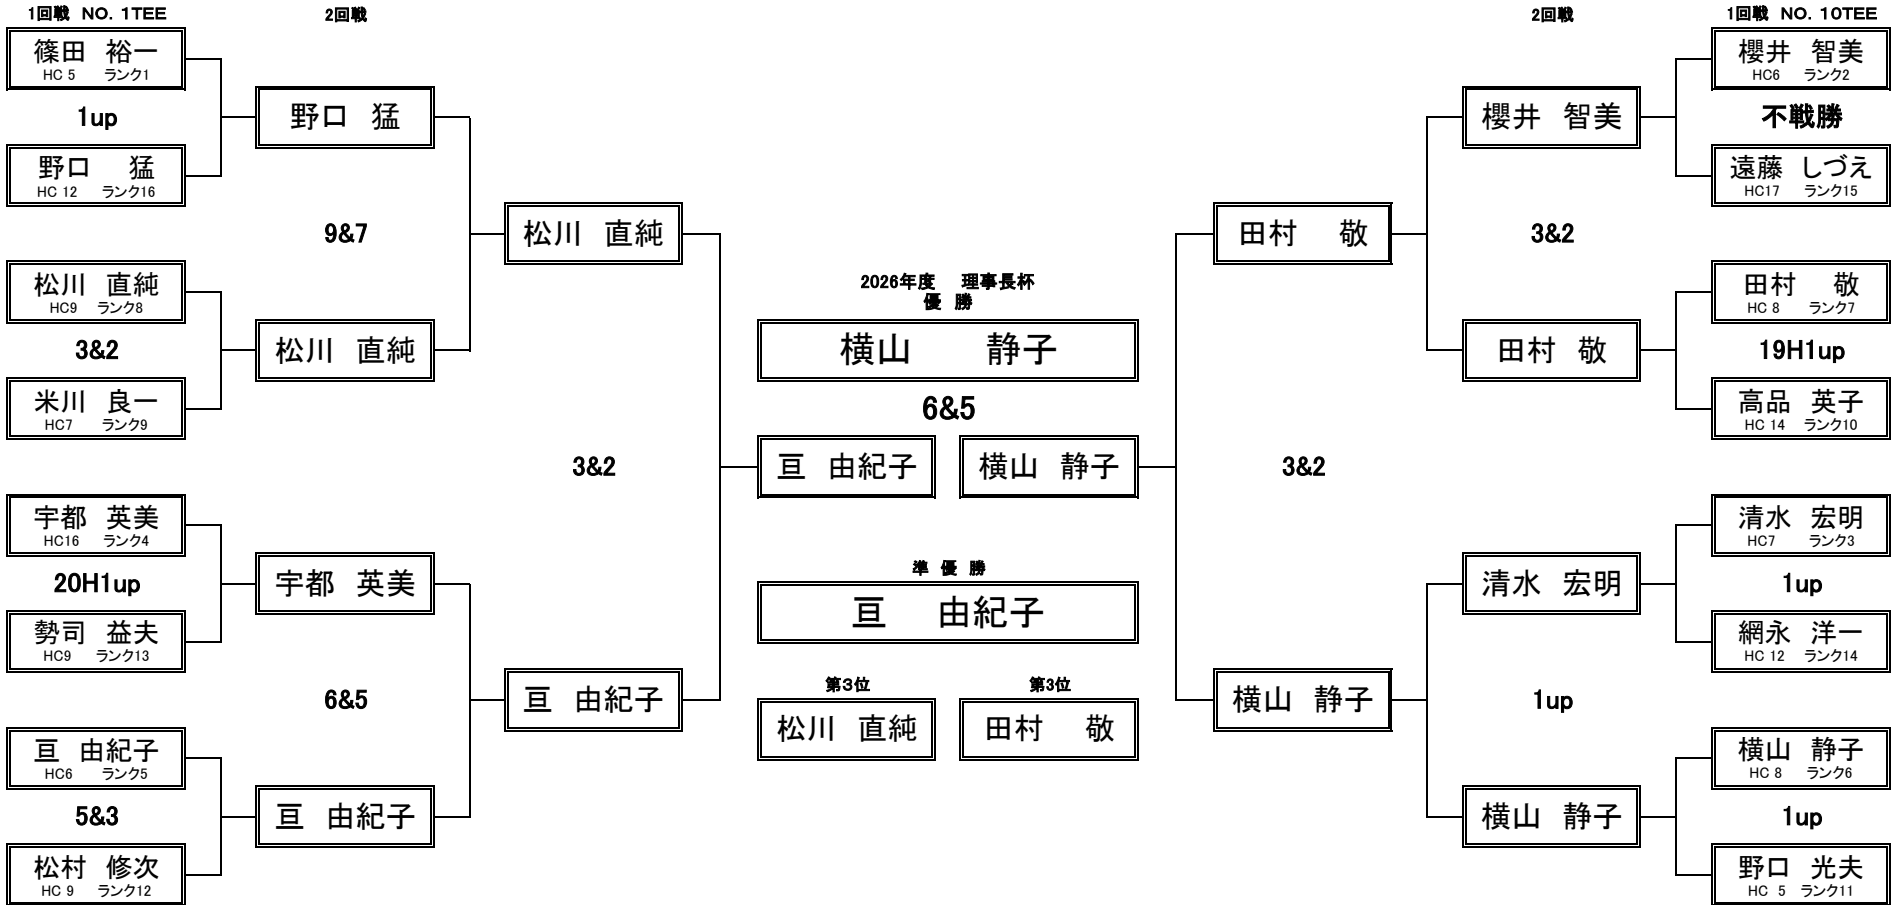 1回戦 NO. 1TEE
篠田 裕一
HC 5 ランク1
1up
野口 猛
HC 12 ランク16
松川 直純
HC9 ランク8
3&2
米川 良一
HC7 ランク9
宇都 英美
HC16 ランク4
20H1up
勢司 益夫
HC9 ランク13
亘 由紀子
HC6 ランク5
5&3
松村 修次
HC 9 ランク12
2回戦
野口 猛
9&7
松川 直純
宇都 英美
6&5
亘 由紀子
松川 直純
3&2
亘 由紀子
2026年度 理事長杯
優 勝
横山 静子
6&5
亘 由紀子 横山 静子
準 優 勝
亘 由紀子
第3位 第3位
松川 直純 田村 敬
田村 敬
3&2
横山 静子
2回戦
櫻井 智美
3&2
田村 敬
清水 宏明
1up
横山 静子
1回戦 NO. 10TEE
櫻井 智美
HC6 ランク2
不戦勝
遠藤 しづえ
HC17 ランク15
田村 敬
HC 8 ランク7
19H1up
高品 英子
HC 14 ランク10
清水 宏明
HC7 ランク3
1up
網永 洋一
HC 12 ランク14
横山 静子
HC 8 ランク6
1up
野口 光夫
HC 5 ランク11